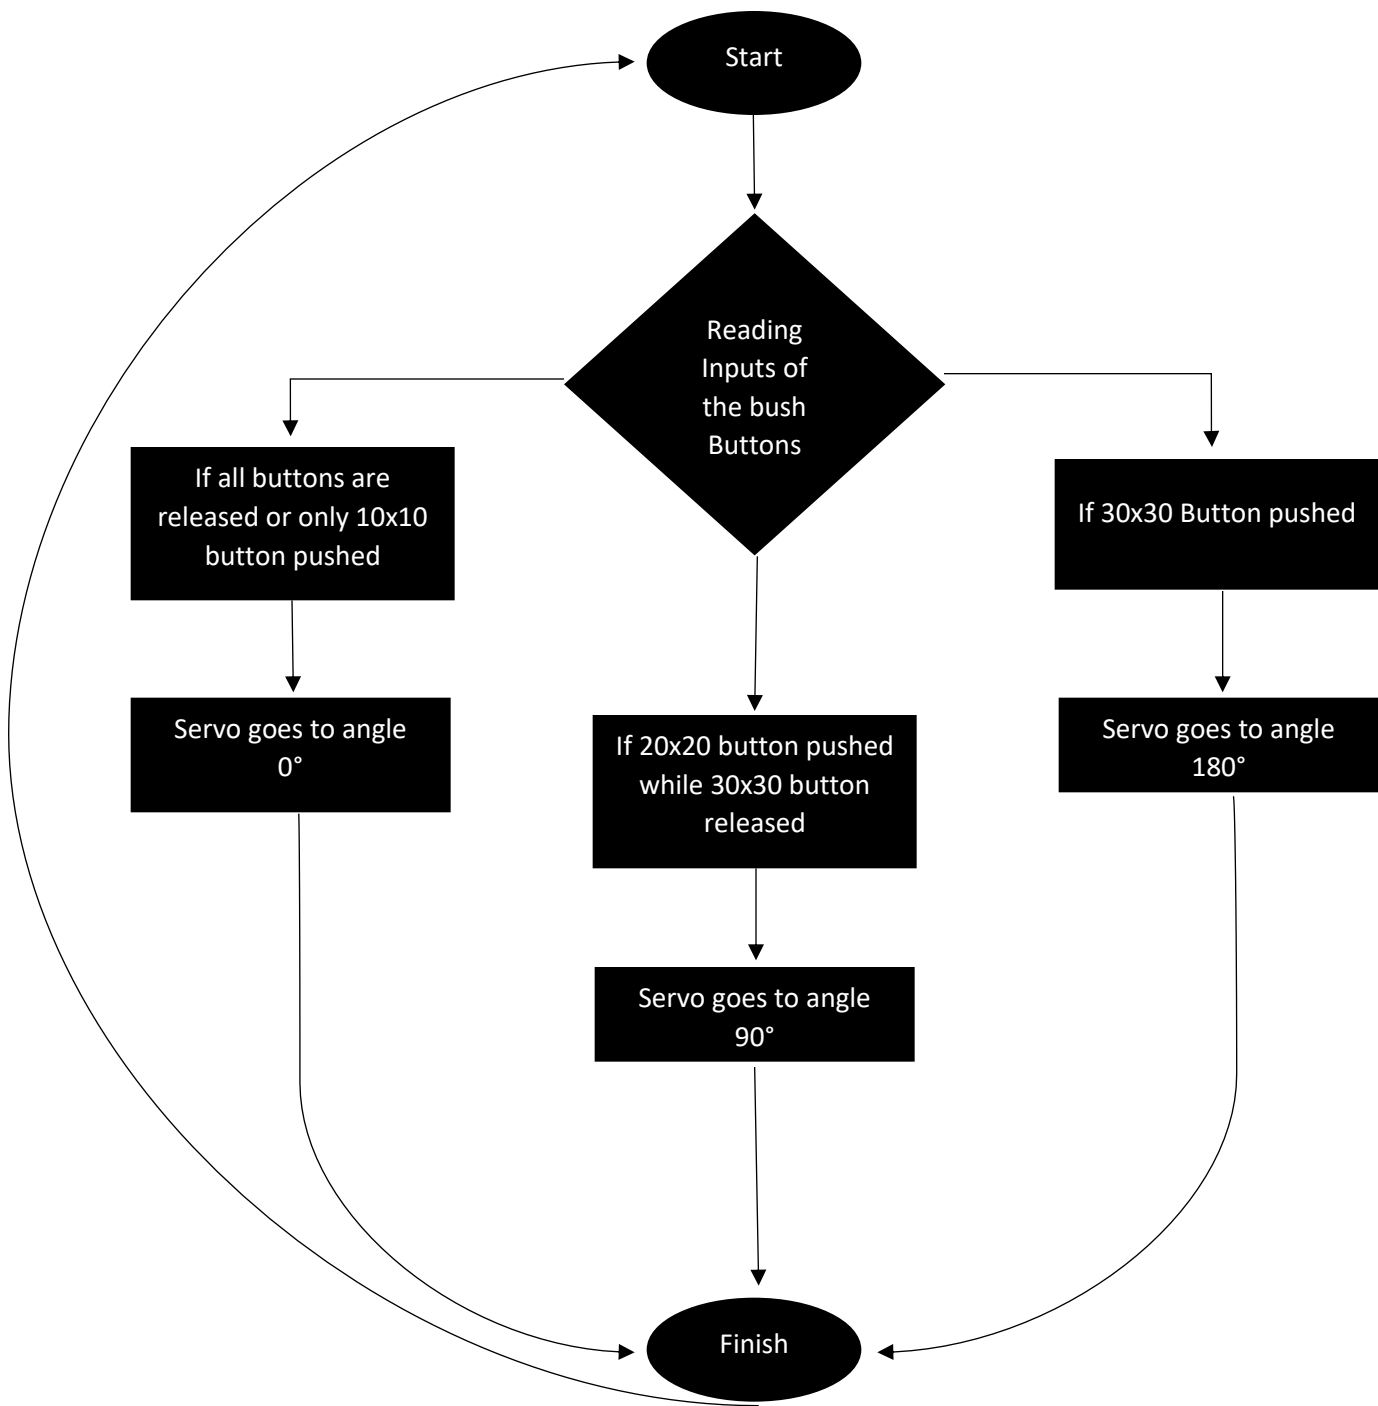 Start
Reading
Inputs of
the bush
Buttons
If all buttons are
released or only 10x10
button pushed
If 30x30 Button pushed
Servo goes to angle
0°
If 20x20 button pushed
while 30x30 button
released
Servo goes to angle
180°
Servo goes to angle
90°
Finish